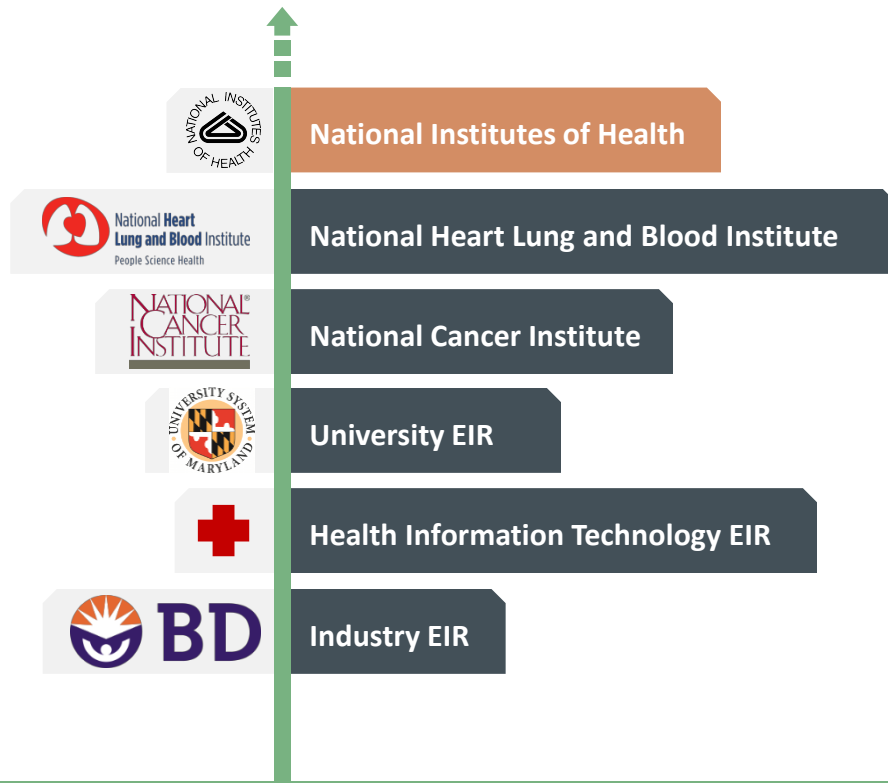 NATIONAL INSTITUTES OF HEALTH
National Institutes of Health
National Heart
Lung and Blood Institute
People Science Health
National Heart Lung and Blood Institute
NATIONAL®
CANCER
INSTITUTE
National Cancer Institute
UNIVERSITY SYSTEM OF MARYLAND
University EIR
Health Information Technology EIR
BD
Industry EIR